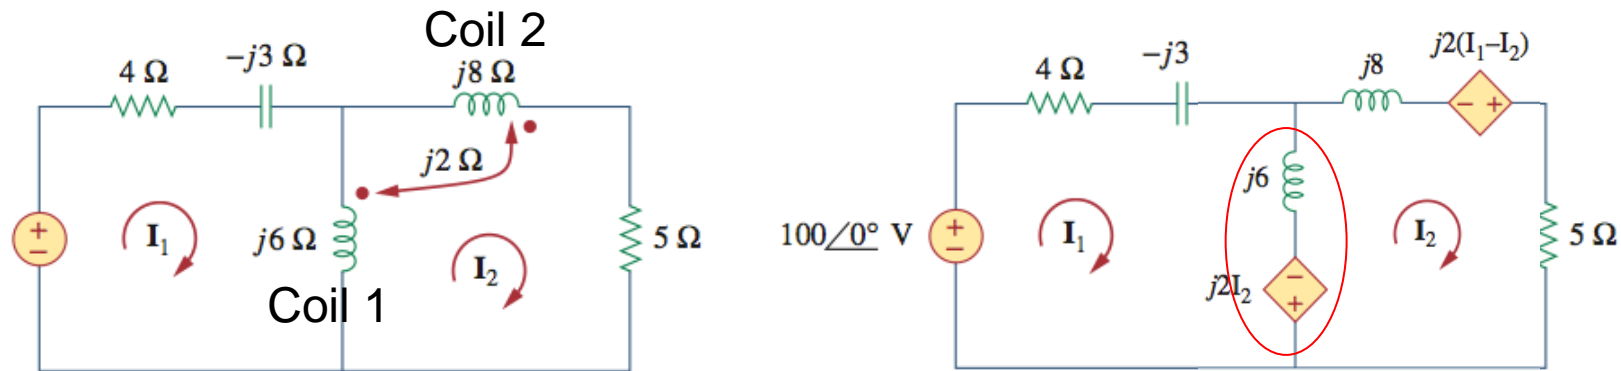 Coil 2
4 Ω
−j3 Ω
j8 Ω
j2 Ω
+
−
I₁
j6 Ω
I₂
5 Ω
Coil 1
4 Ω
−j3
j8
j2(I₁–I₂)
− +
j6
100∠0° V
+
−
I₁
I₂
5 Ω
j2I₂
−
+